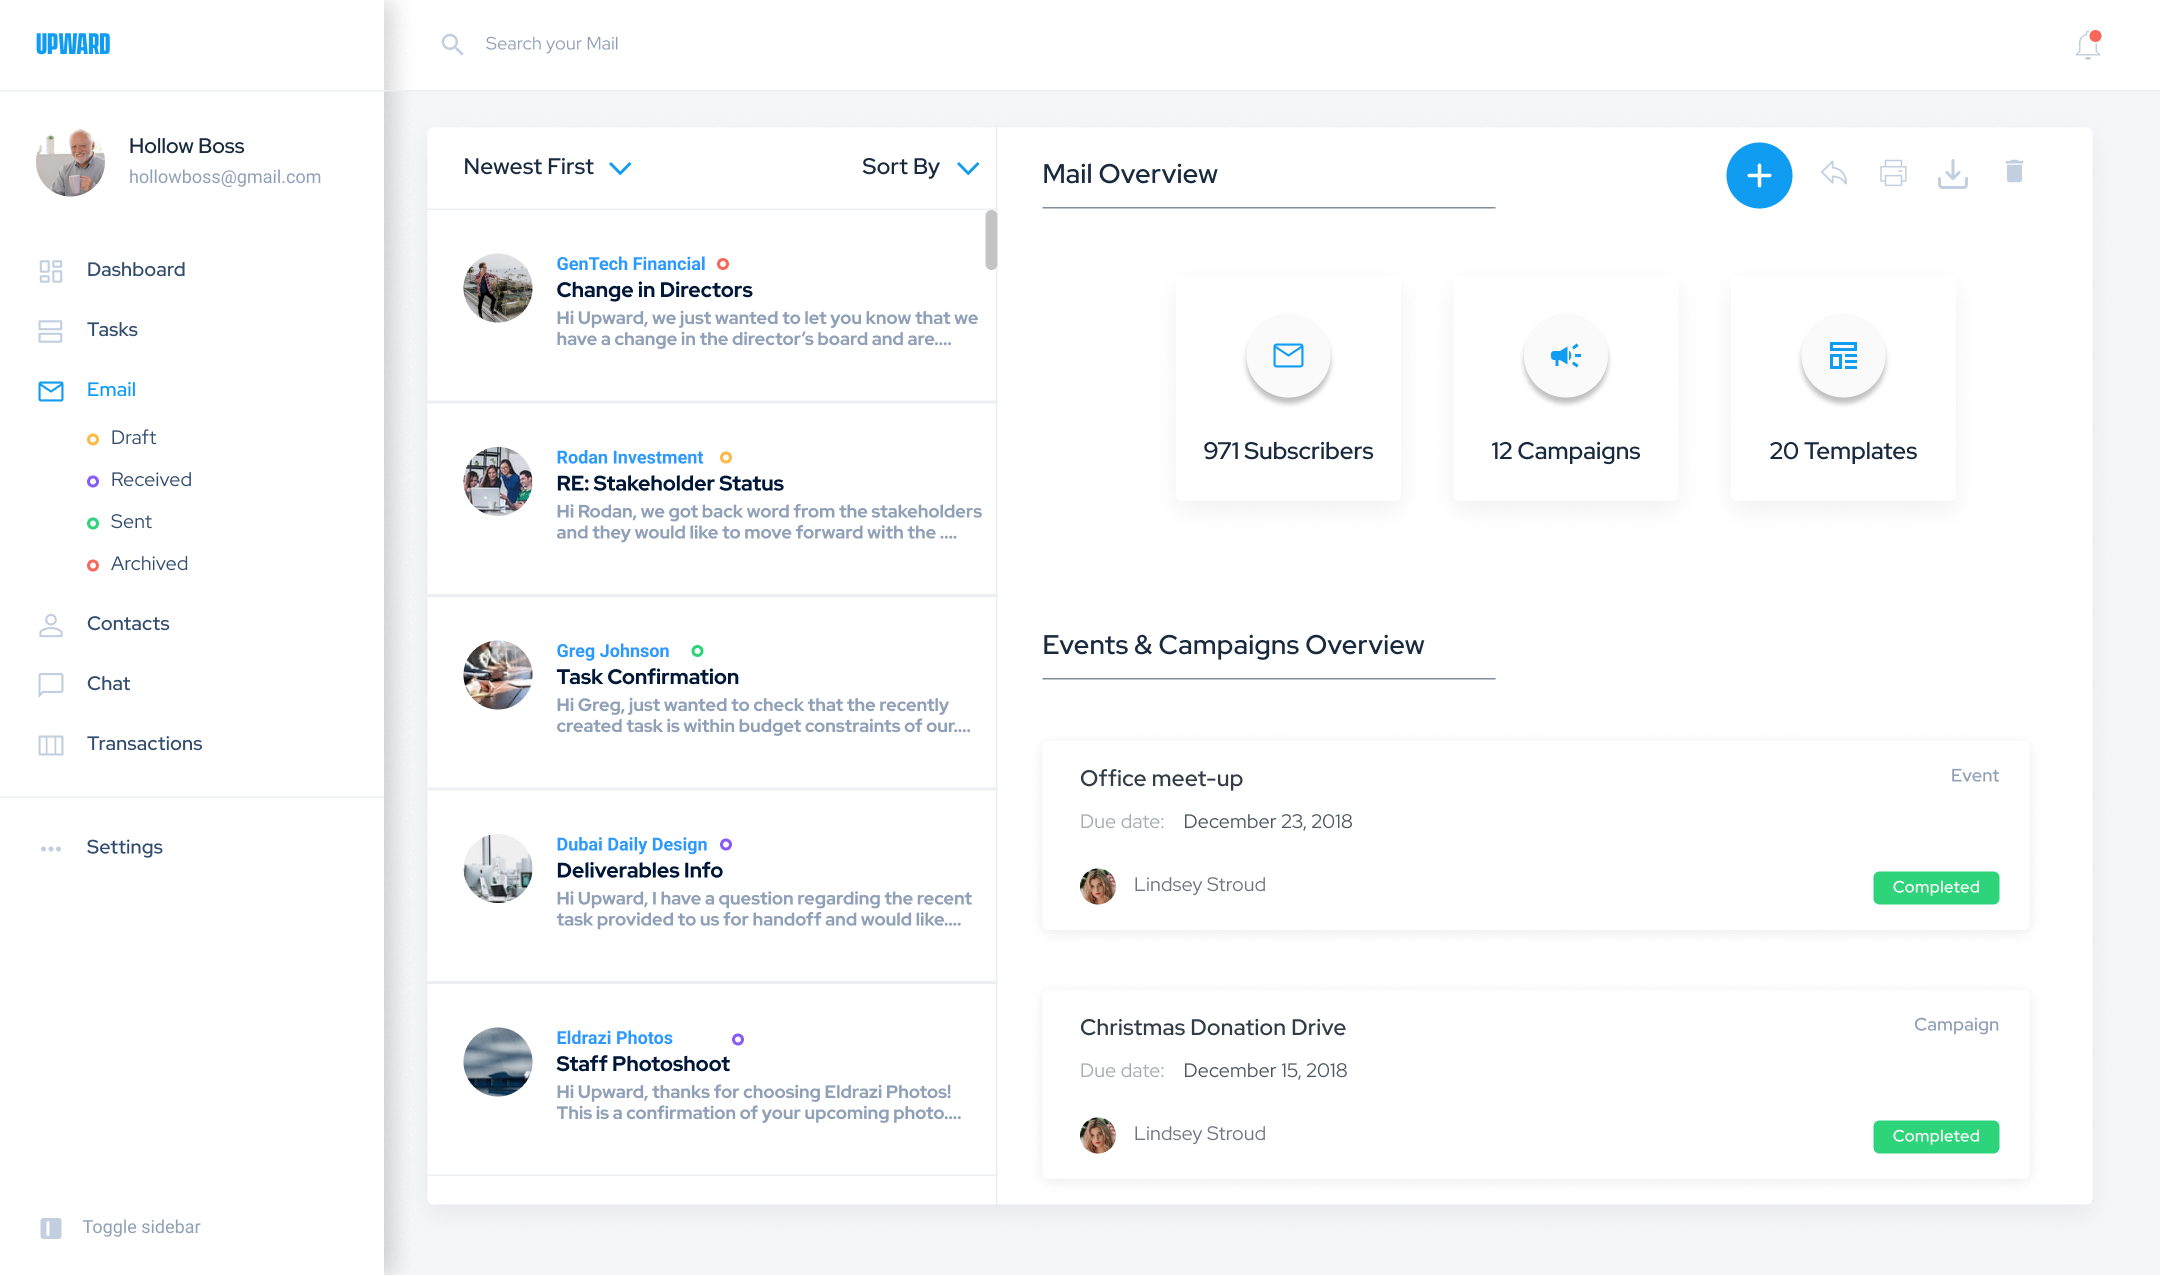 UPWARD
Search your Mail
Hollow Boss
hollowboss@gmail.com
Dashboard
Tasks
Email
Draft
Received
Sent
Archived
Contacts
Chat
Transactions
Settings
Toggle sidebar
Newest First
Sort By
GenTech Financial
Change in Directors
Hi Upward, we just wanted to let you know that we
have a change in the director’s board and are....
Rodan Investment
RE: Stakeholder Status
Hi Rodan, we got back word from the stakeholders
and they would like to move forward with the ....
Greg Johnson
Task Confirmation
Hi Greg, just wanted to check that the recently
created task is within budget constraints of our....
Dubai Daily Design
Deliverables Info
Hi Upward, I have a question regarding the recent
task provided to us for handoff and would like....
Eldrazi Photos
Staff Photoshoot
Hi Upward, thanks for choosing Eldrazi Photos!
This is a confirmation of your upcoming photo....
Mail Overview
971 Subscribers
12 Campaigns
20 Templates
Events & Campaigns Overview
Office meet-up
Event
Due date: December 23, 2018
Lindsey Stroud
Completed
Christmas Donation Drive
Campaign
Due date: December 15, 2018
Lindsey Stroud
Completed